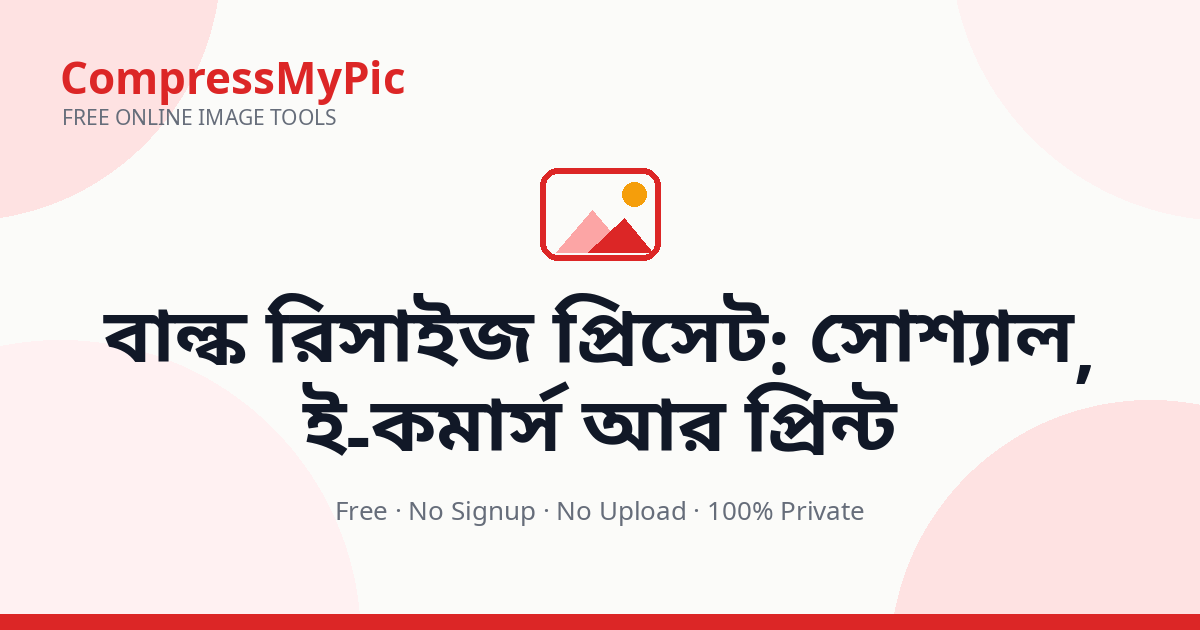 CompressMyPic
FREE ONLINE IMAGE TOOLS
বাল্ক রিসাইজ প্রিসেট: সোশ্যাল,
ই-কমার্স আর প্রিন্ট
Free · No Signup · No Upload · 100% Private